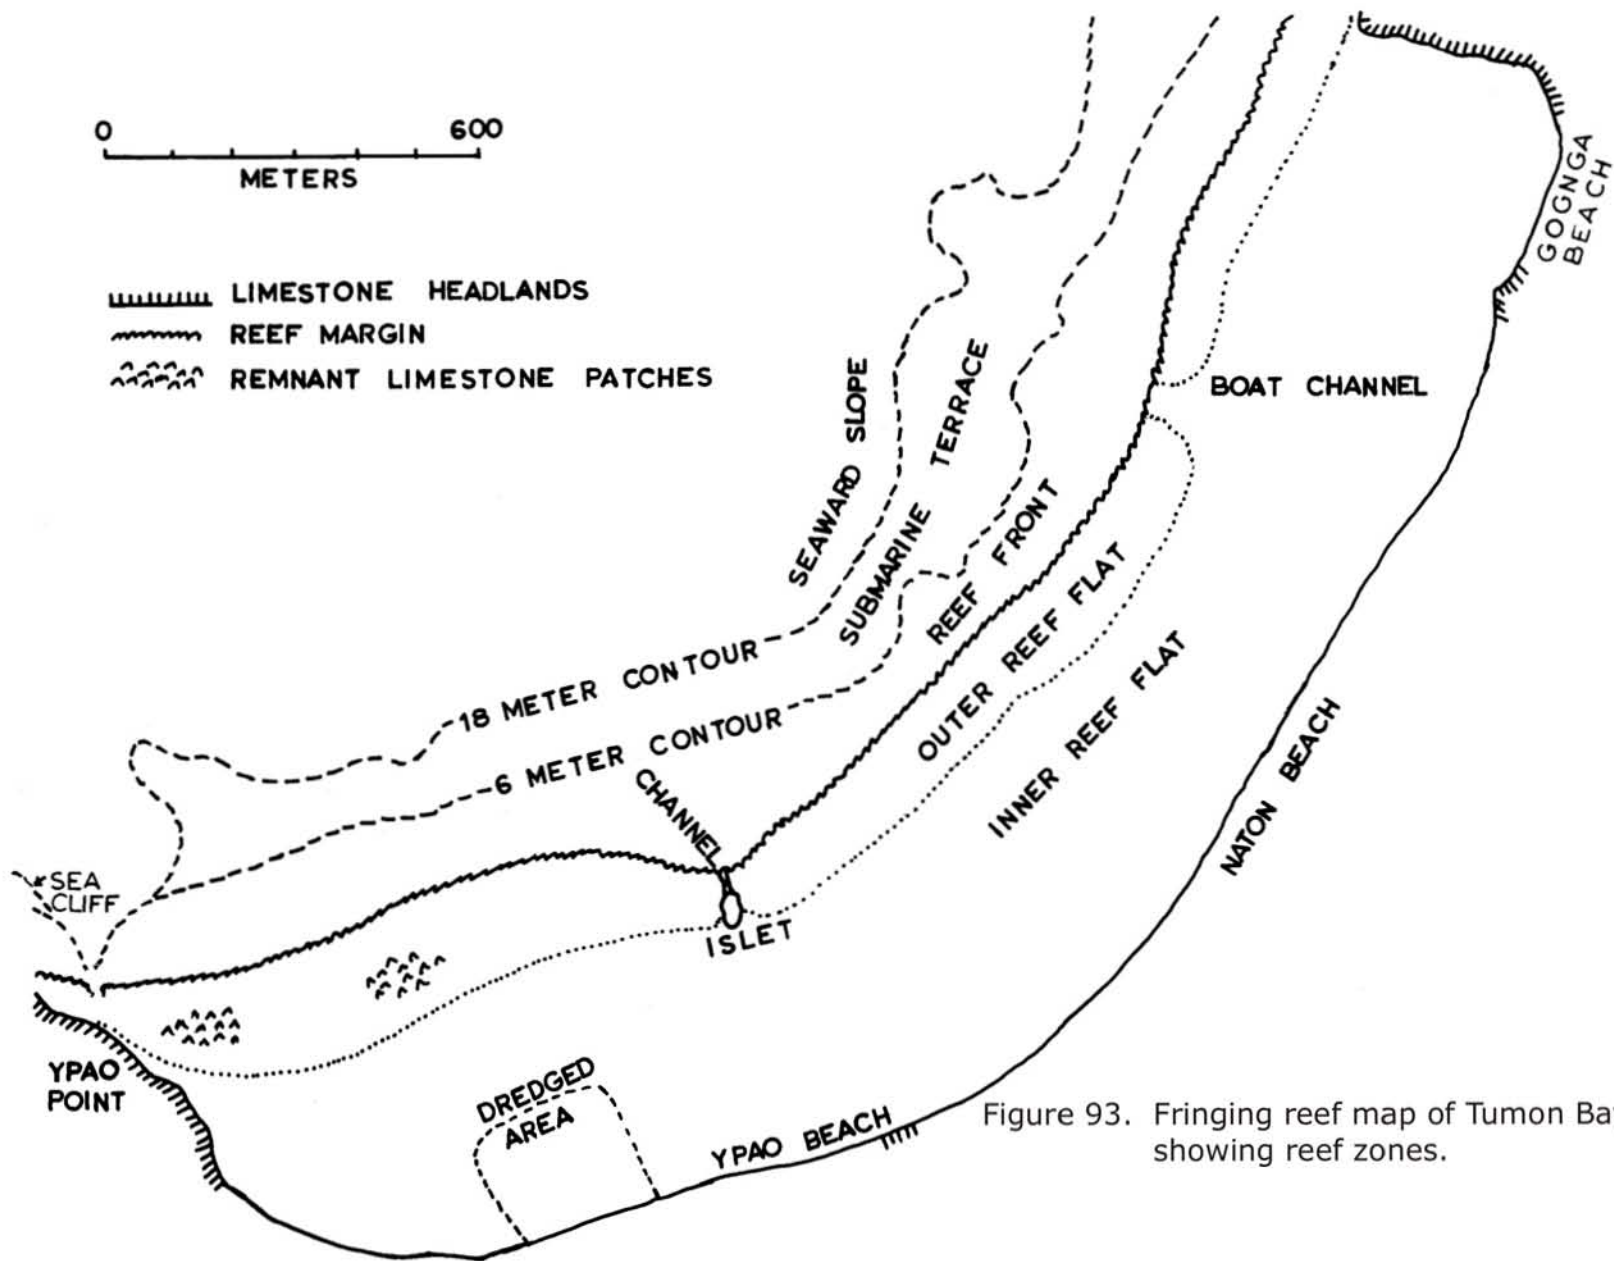 0 600
METERS
LIMESTONE HEADLANDS
REEF MARGIN
REMNANT LIMESTONE PATCHES
GOGNGA
BEACH
BOAT CHANNEL
SEAWARD SLOPE
SUBMARINE TERRACE
REEF FRONT
OUTER REEF FLAT
INNER REEF FLAT
NATON BEACH
18 METER CONTOUR
6 METER CONTOUR
CHANNEL
ISLET
SEA
CLIFF
YPAO
POINT
DREDGED
AREA
YPAO BEACH
Figure 93. Fringing reef map of Tumon Ba
showing reef zones.